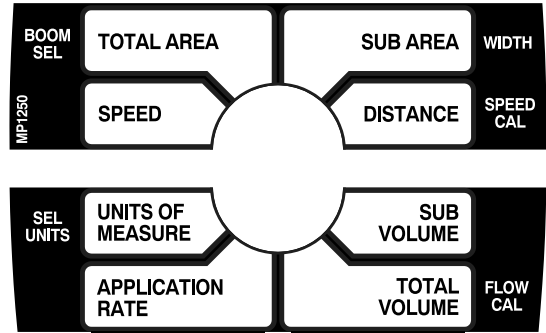 BOOM
SEL
TOTAL AREA
SUB AREA
WIDTH
MP1250
SPEED
DISTANCE
SPEED
CAL
SEL
UNITS
UNITS OF
MEASURE
SUB
VOLUME
APPLICATION
RATE
TOTAL
VOLUME
FLOW
CAL